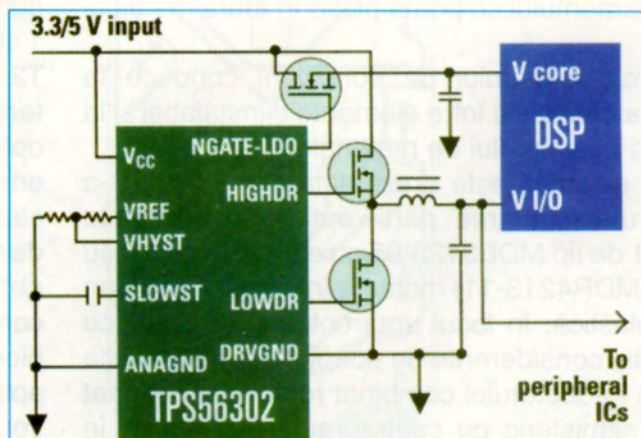 3.3/5 V input
V core
DSP
V I/O
VCC
NGATE-LDO
HIGHDR
VREF
VHYST
SLOWST
LOWDR
ANAGND
DRVGND
TPS56302
To
peripheral
ICs